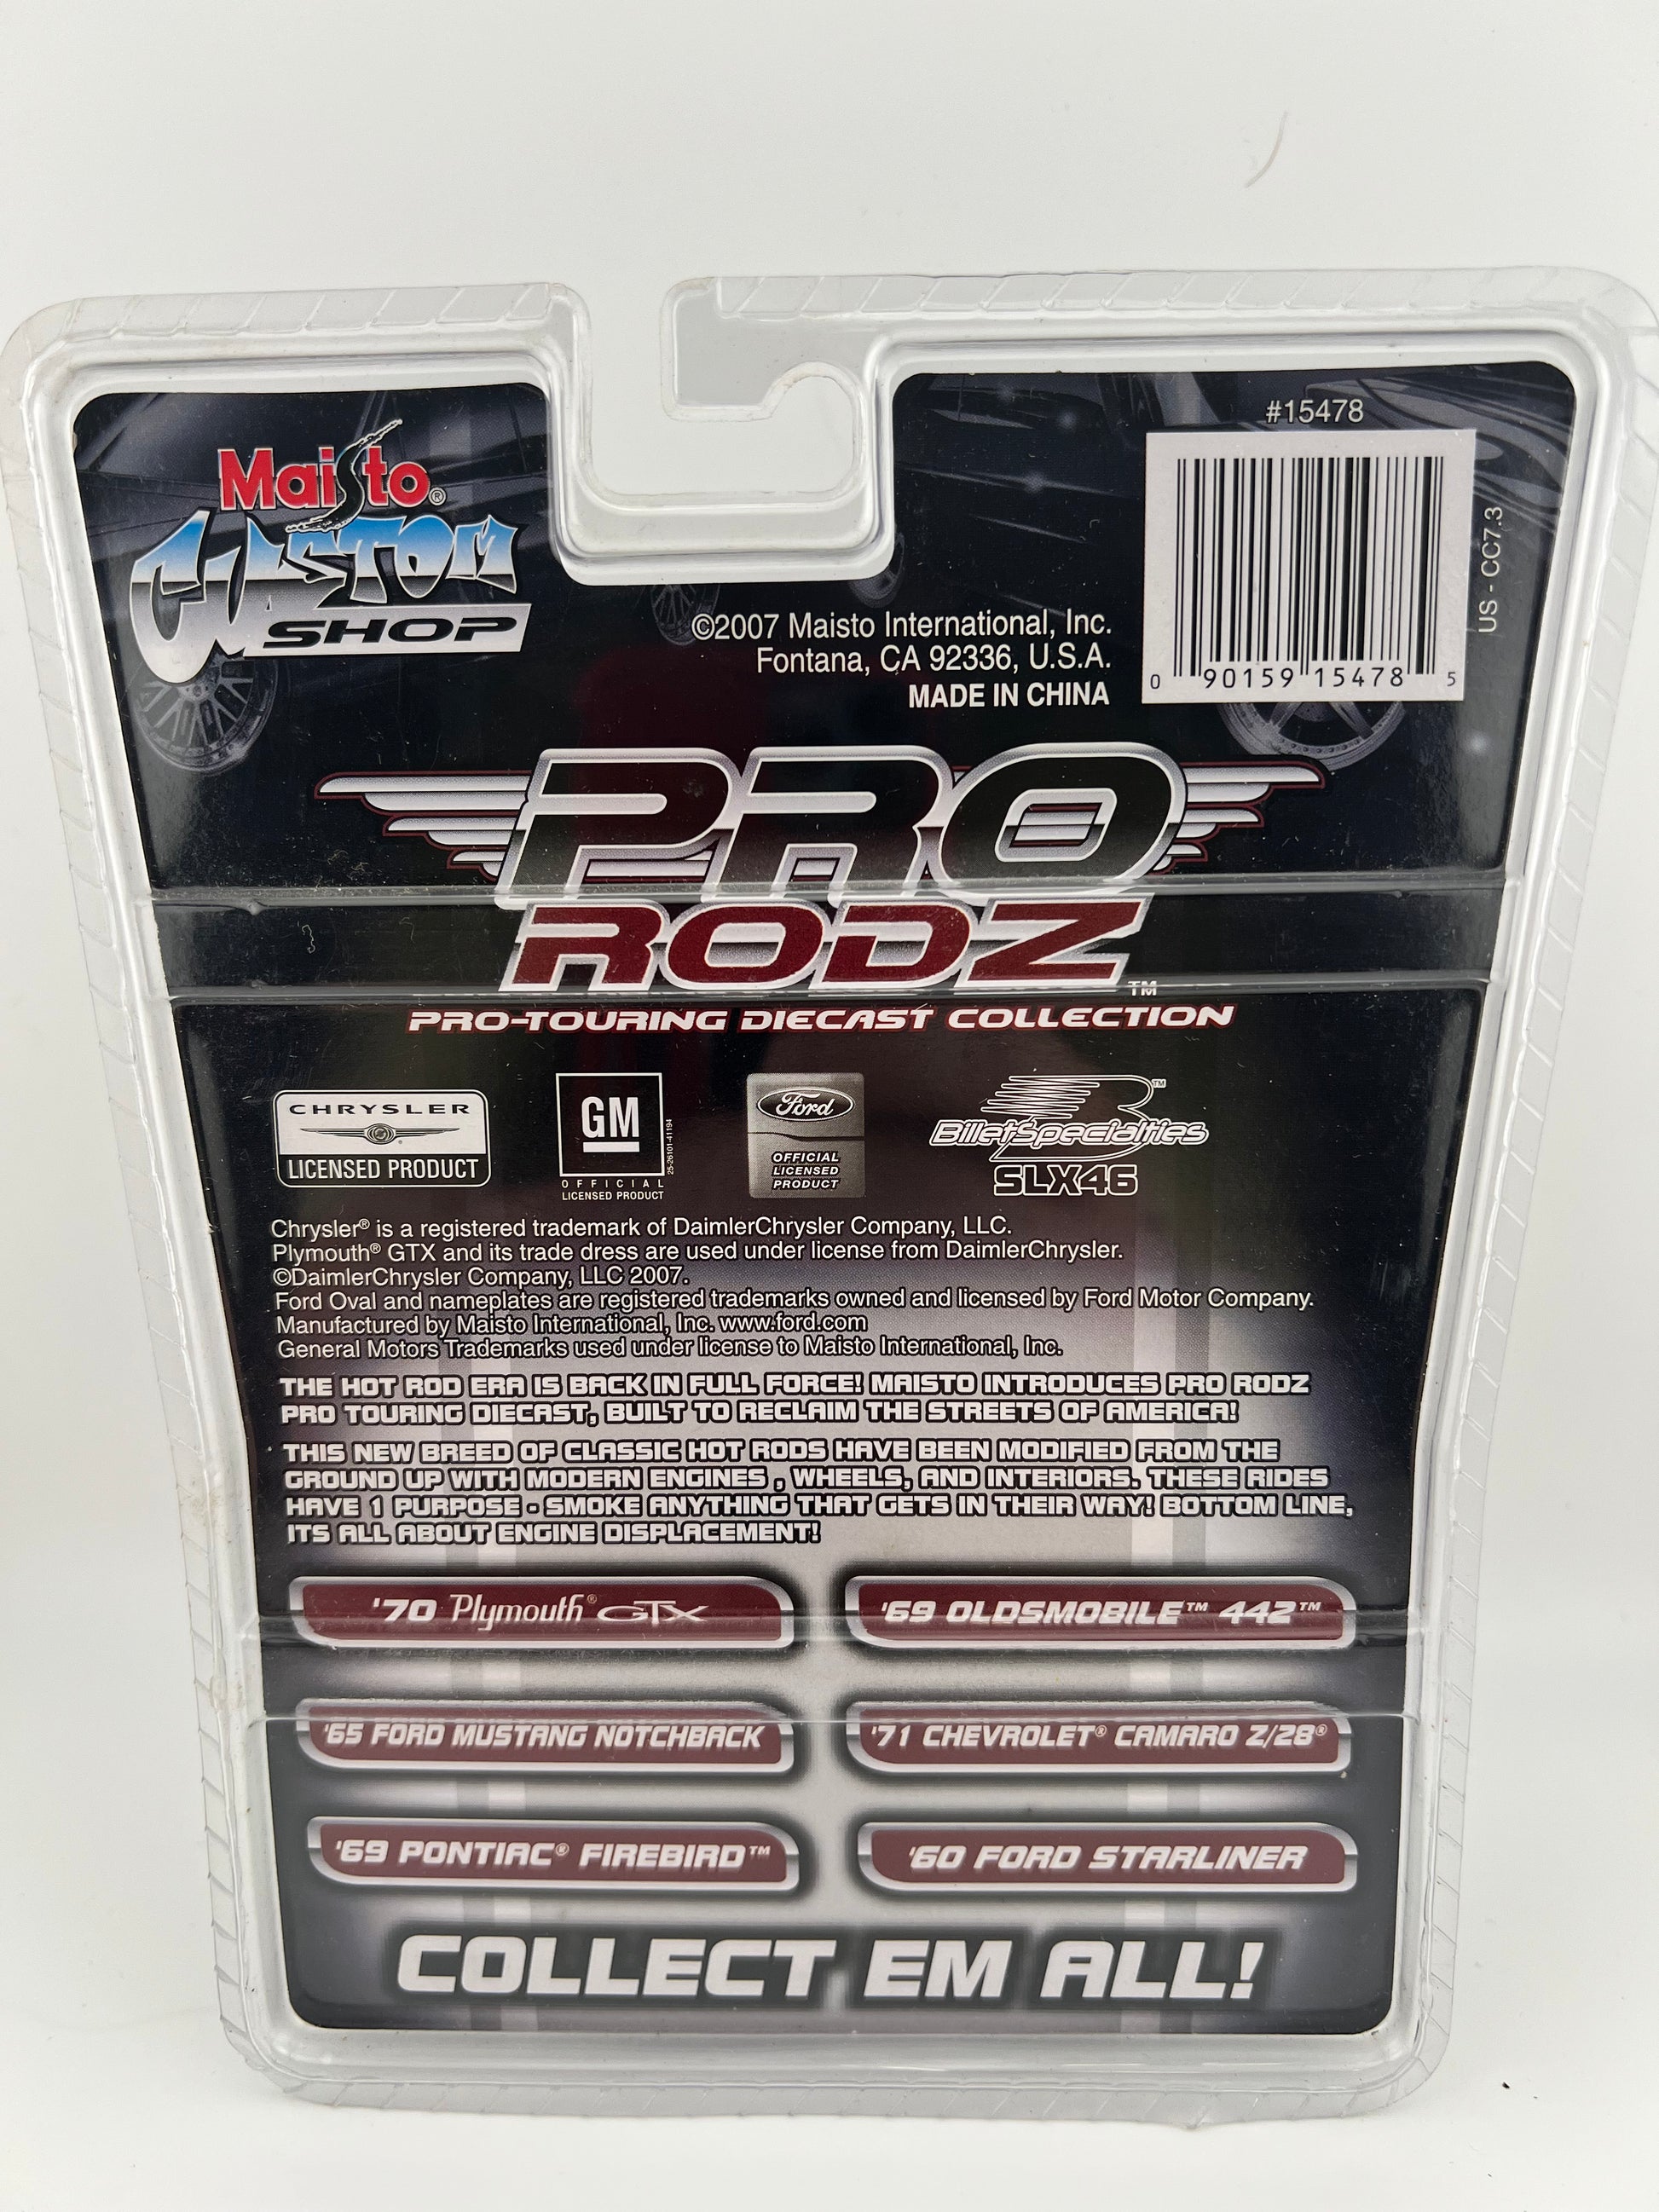 Maisto®
CUSTOM
SHOP
#15478
US - CC7.3
0 90159 15478 5
©2007 Maisto International, Inc.
Fontana, CA 92336, U.S.A.
MADE IN CHINA
PRO
RODZ™
PRO-TOURING DIECAST COLLECTION
CHRYSLER
LICENSED PRODUCT
GM
OFFICIAL
LICENSED PRODUCT
25-26101-41194
Ford
OFFICIAL
LICENSED
PRODUCT
Billet Specialties™
SLX46
Chrysler® is a registered trademark of DaimlerChrysler Company, LLC.
Plymouth® GTX and its trade dress are used under license from DaimlerChrysler.
©DaimlerChrysler Company, LLC 2007.
Ford Oval and nameplates are registered trademarks owned and licensed by Ford Motor Company.
Manufactured by Maisto International, Inc. www.ford.com
General Motors Trademarks used under license to Maisto International, Inc.
THE HOT ROD ERA IS BACK IN FULL FORCE! MAISTO INTRODUCES PRO RODZ
PRO TOURING DIECAST, BUILT TO RECLAIM THE STREETS OF AMERICA!
THIS NEW BREED OF CLASSIC HOT RODS HAVE BEEN MODIFIED FROM THE
GROUND UP WITH MODERN ENGINES , WHEELS, AND INTERIORS. THESE RIDES
HAVE 1 PURPOSE - SMOKE ANYTHING THAT GETS IN THEIR WAY! BOTTOM LINE,
ITS ALL ABOUT ENGINE DISPLACEMENT!
'70 Plymouth® GTX
'69 OLDSMOBILE™ 442™
'65 FORD MUSTANG NOTCHBACK
'71 CHEVROLET® CAMARO Z/28®
'69 PONTIAC® FIREBIRD™
'60 FORD STARLINER
COLLECT EM ALL!